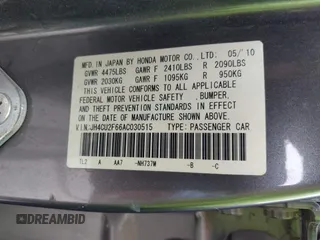 MFD. IN JAPAN BY HONDA MOTOR CO., LTD. 05/10
GVWR 4475LBS GAWR F 2410LBS R 2090LBS
GVWR 2030KG GAWR F 1095KG R 950KG
THIS VEHICLE CONFORMS TO ALL APPLICABLE
FEDERAL MOTOR VEHICLE SAFETY ,BUMPER,
AND THEFT PREVENTION STANDARDS IN EFFECT ON
THE DATE OF MANUFACTURE SHOWN ABOVE.
V.I.N:JH4CU2F66AC030515 TYPE:PASSENGER CAR
TL2 A AA7 -NH737M -B -C
DREAMBID